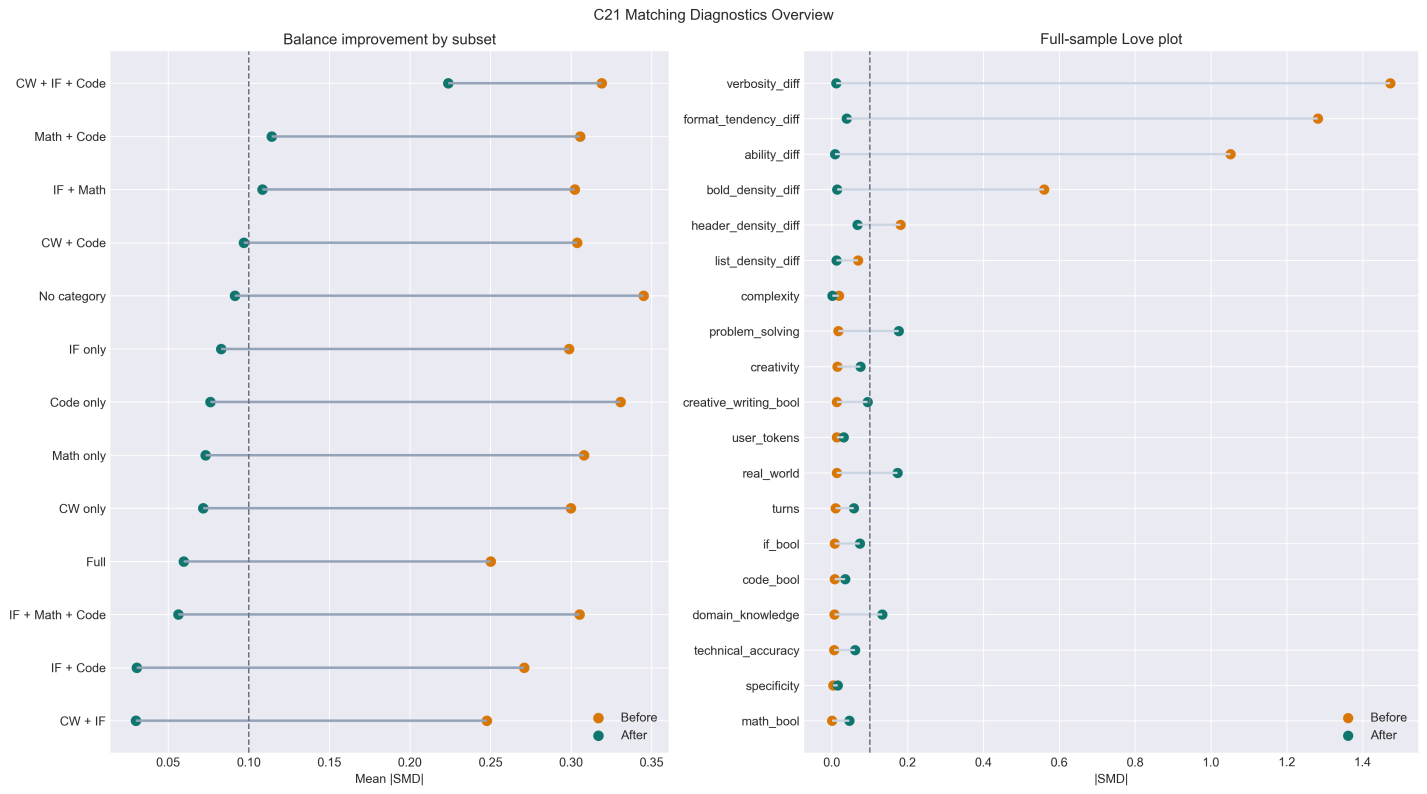 C21 Matching Diagnostics Overview
Balance improvement by subset
CW + IF + Code
Math + Code
IF + Math
CW + Code
No category
IF only
Code only
Math only
CW only
Full
IF + Math + Code
IF + Code
CW + IF
Before
After
0.05 0.10 0.15 0.20 0.25 0.30 0.35
Mean |SMD|
Full-sample Love plot
verbosity_diff
format_tendency_diff
ability_diff
bold_density_diff
header_density_diff
list_density_diff
complexity
problem_solving
creativity
creative_writing_bool
user_tokens
real_world
turns
if_bool
code_bool
domain_knowledge
technical_accuracy
specificity
math_bool
Before
After
0.0 0.2 0.4 0.6 0.8 1.0 1.2 1.4
|SMD|